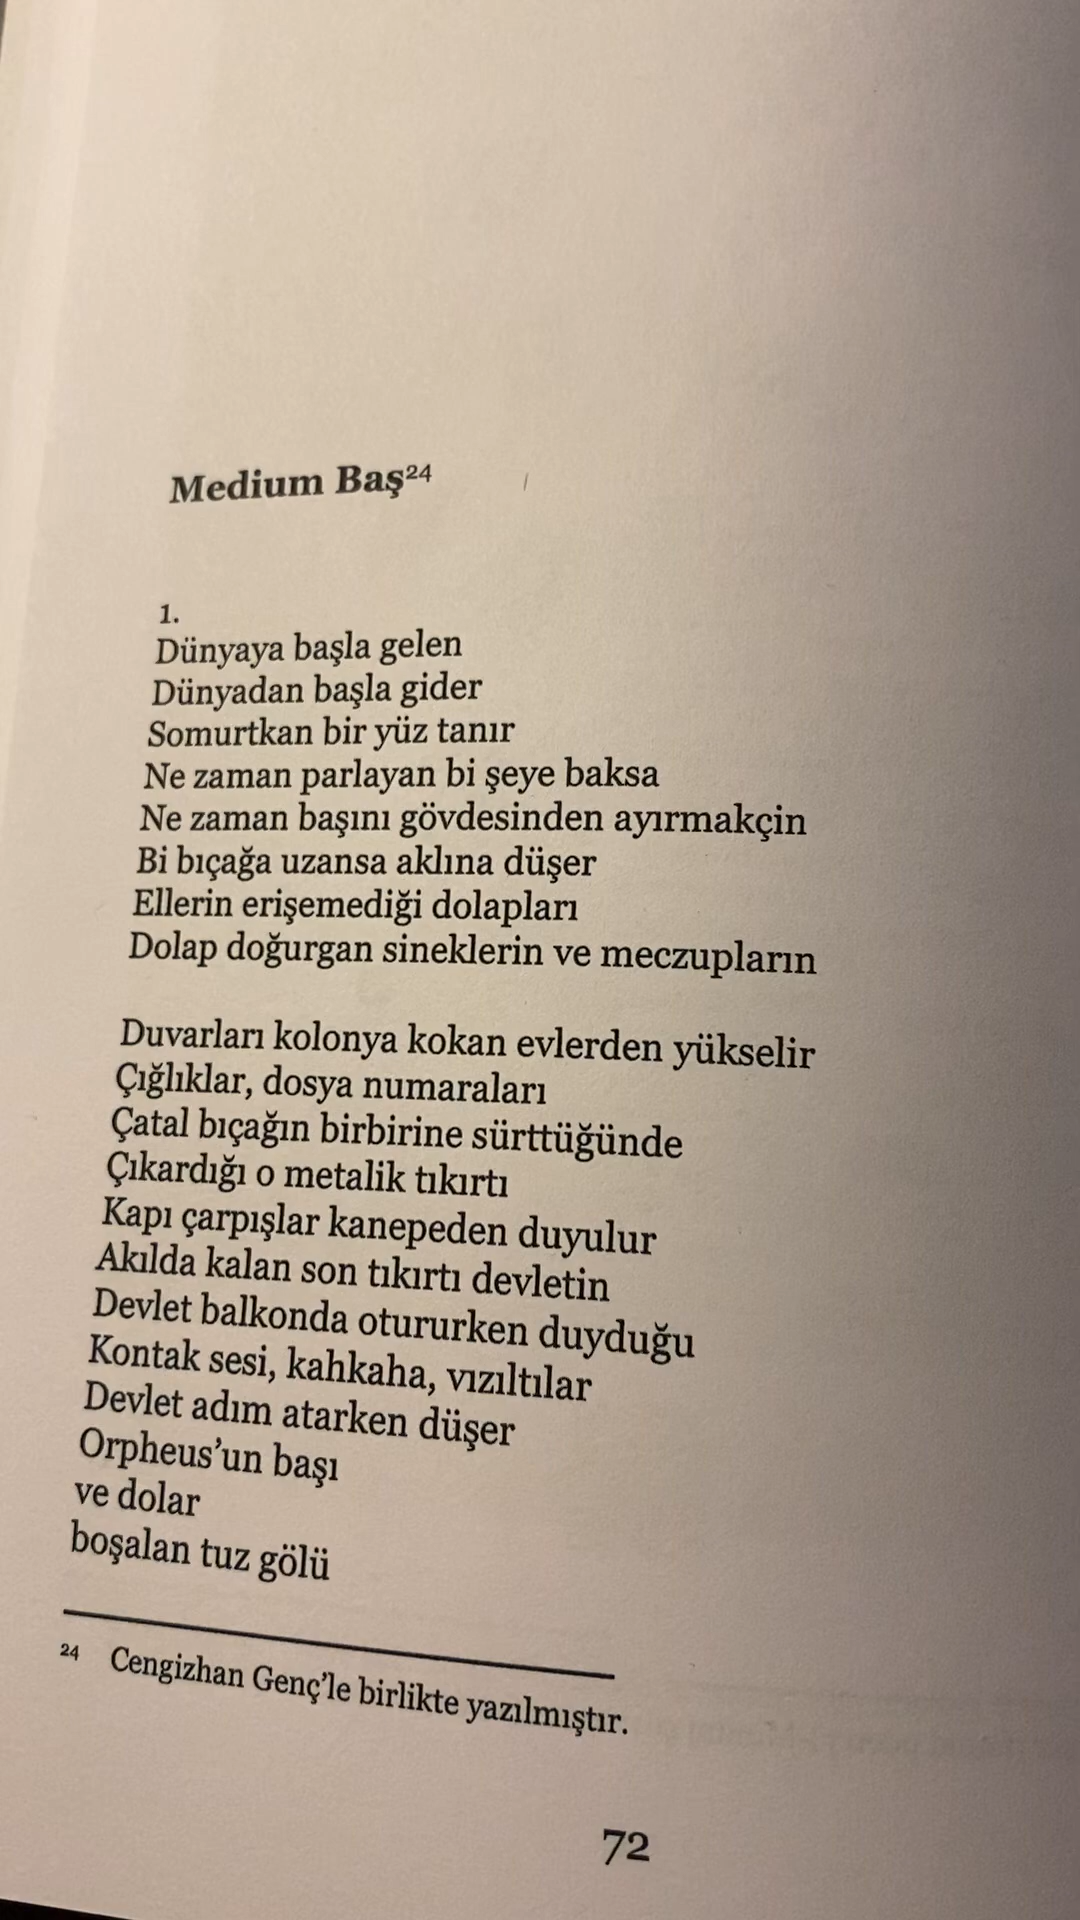 Medium Baş²⁴
1.
Dünyaya başla gelen
Dünyadan başla gider
Somurtkan bir yüz tanır
Ne zaman parlayan bi şeye baksa
Ne zaman başını gövdesinden ayırmakçin
Bi bıçağa uzansa aklına düşer
Ellerin erişemediği dolapları
Dolap doğurgan sineklerin ve meczupların
Duvarları kolonya kokan evlerden yükselir
Çığlıklar, dosya numaraları
Çatal bıçağın birbirine sürttüğünde
Çıkardığı o metalik tıkırtı
Kapı çarpışlar kanepeden duyulur
Akılda kalan son tıkırtı devletin
Devlet balkonda otururken duyduğu
Kontak sesi, kahkaha, vızıltılar
Devlet adım atarken düşer
Orpheus’un başı
ve dolar
boşalan tuz gölü
²⁴ Cengizhan Genç’le birlikte yazılmıştır.
72